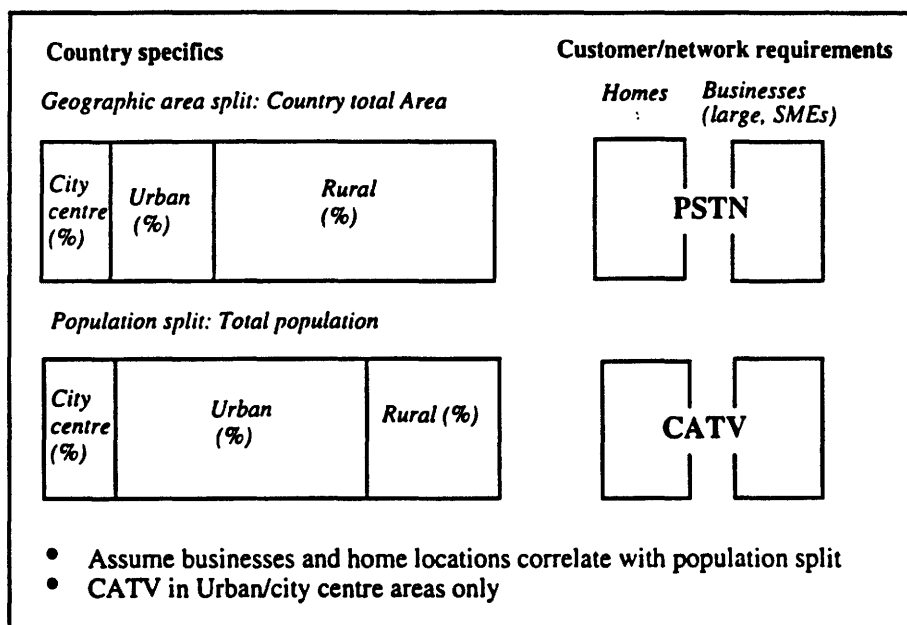 Country specifics
Customer/network requirements
Geographic area split: Country total Area
Homes
Businesses
(large, SMEs)
City
centre
(%)
Urban
(%)
Rural
(%)
PSTN
Population split: Total population
City
centre
(%)
Urban
(%)
Rural (%)
CATV
• Assume businesses and home locations correlate with population split
• CATV in Urban/city centre areas only